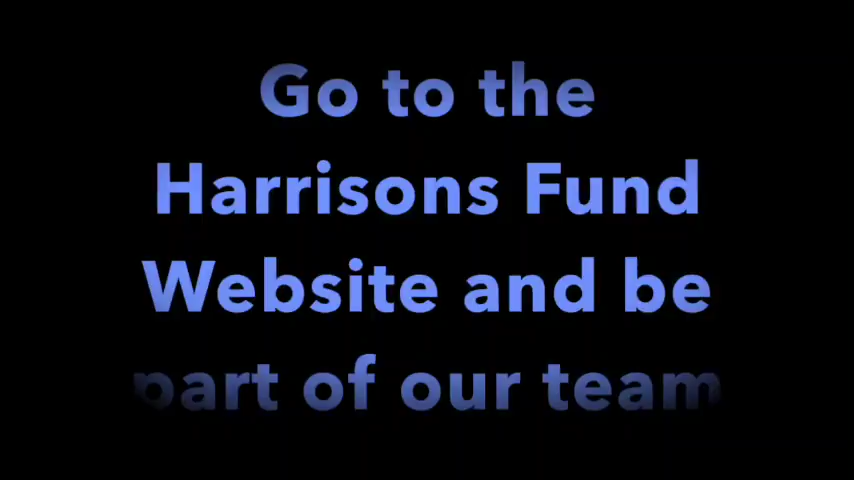 Go to the
Harrisons Fund
Website and be
part of our team